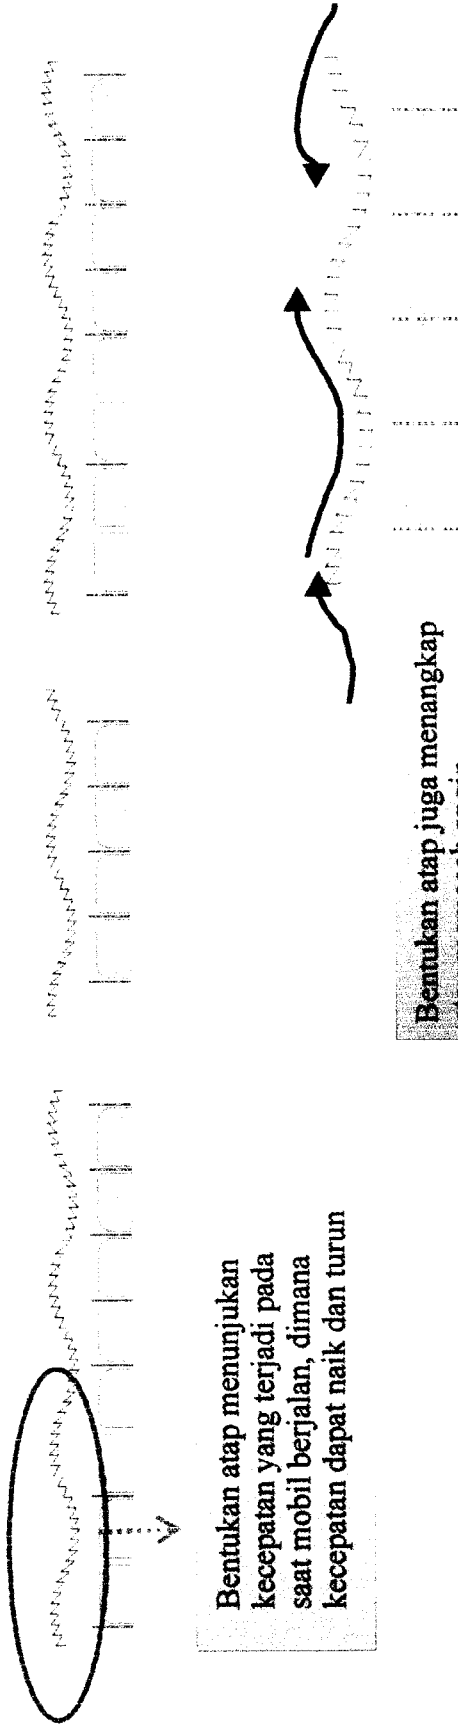 Bentukan atap menunjukan
kecepatan yang terjadi pada
saat mobil berjalan, dimana
kecepatan dapat naik dan turun
Bentukan atap juga menangkap